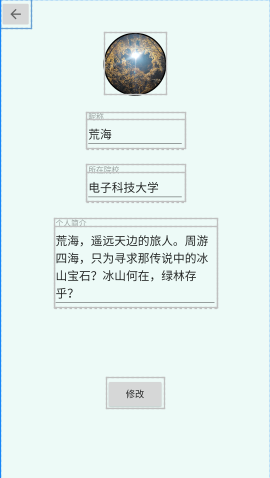 昵称
荒海
所在院校
电子科技大学
个人简介
荒海，遥远天边的旅人。周游
四海，只为寻求那传说中的冰
山宝石？冰山何在，绿林存
乎？
修改